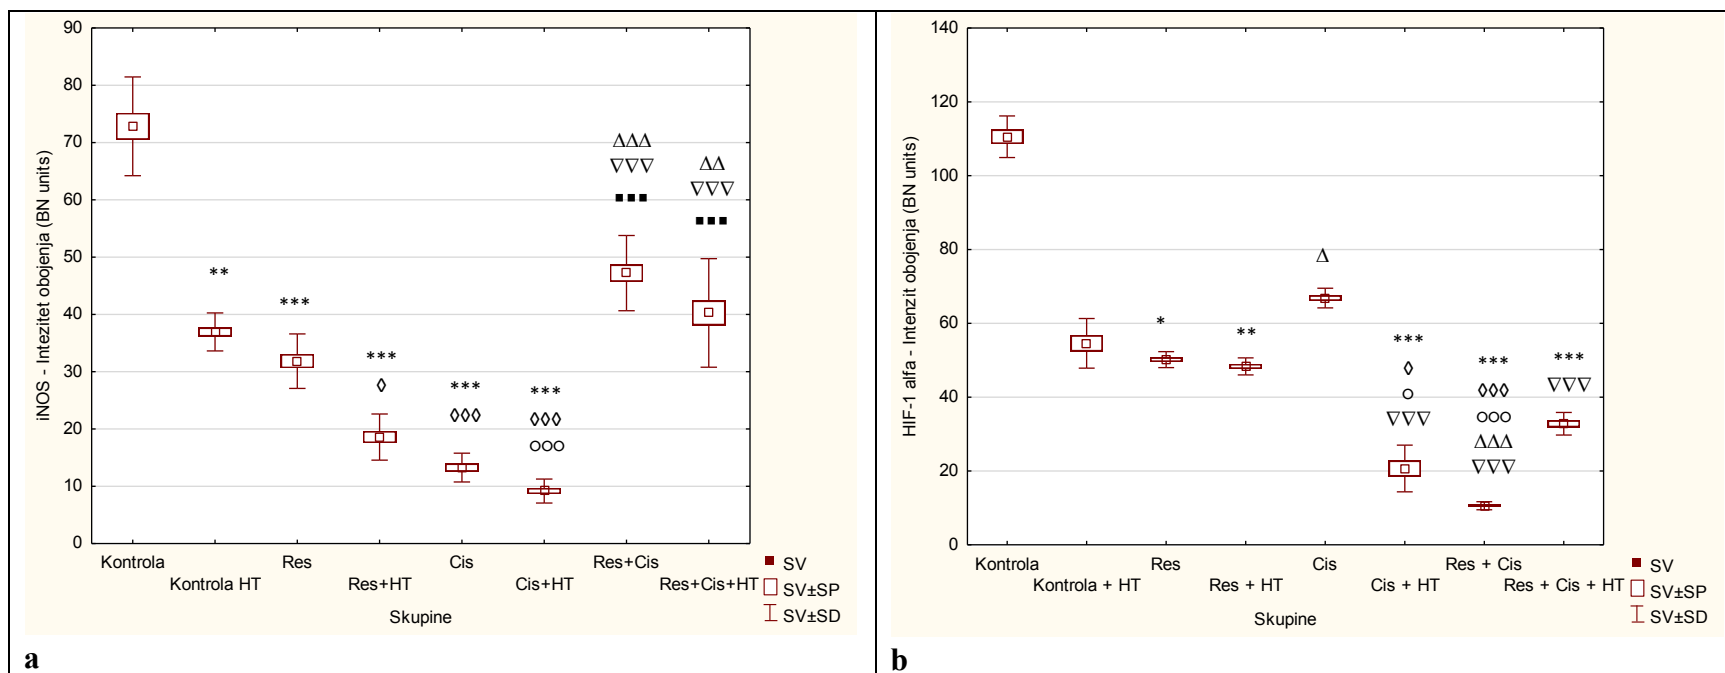 iNOS - Intezitet obojenja (BN units)
90
80
70
60
50
40
30
20
10
0
**
***
***
◊
***
◊◊◊
***
◊◊◊
○○○
ΔΔΔ
∇∇∇
■■■
ΔΔ
∇∇∇
■■■
Kontrola
Kontrola HT
Res
Res+HT
Cis
Cis+HT
Res+Cis
Res+Cis+HT
Skupine
SV
SV±SP
SV±SD
a
HIF-1 alfa - Intenzit obojenja (BN units)
140
120
100
80
60
40
20
0
*
**
Δ
***
◊
○
∇∇∇
***
◊◊◊
○○○
ΔΔΔ
∇∇∇
***
∇∇∇
Kontrola
Kontrola + HT
Res
Res + HT
Cis
Cis + HT
Res + Cis
Res + Cis + HT
Skupine
SV
SV±SP
SV±SD
b